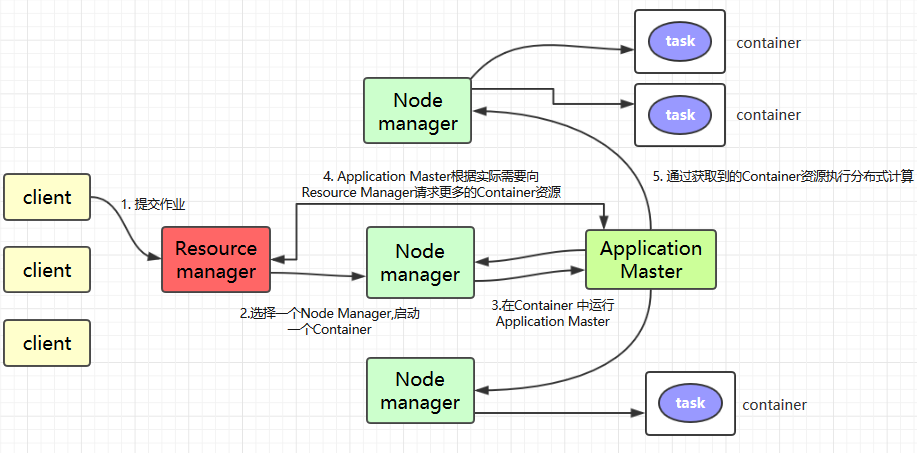 task
container
Node
manager
task
container
4. Application Master根据实际需要向
Resource Manager请求更多的Container资源
5. 通过获取到的Container资源执行分布式计算
client
1. 提交作业
Resource
manager
Node
manager
Application
Master
client
2.选择一个Node Manager,启动
一个Container
3.在Container 中运行
Application Master
client
Node
manager
task
container